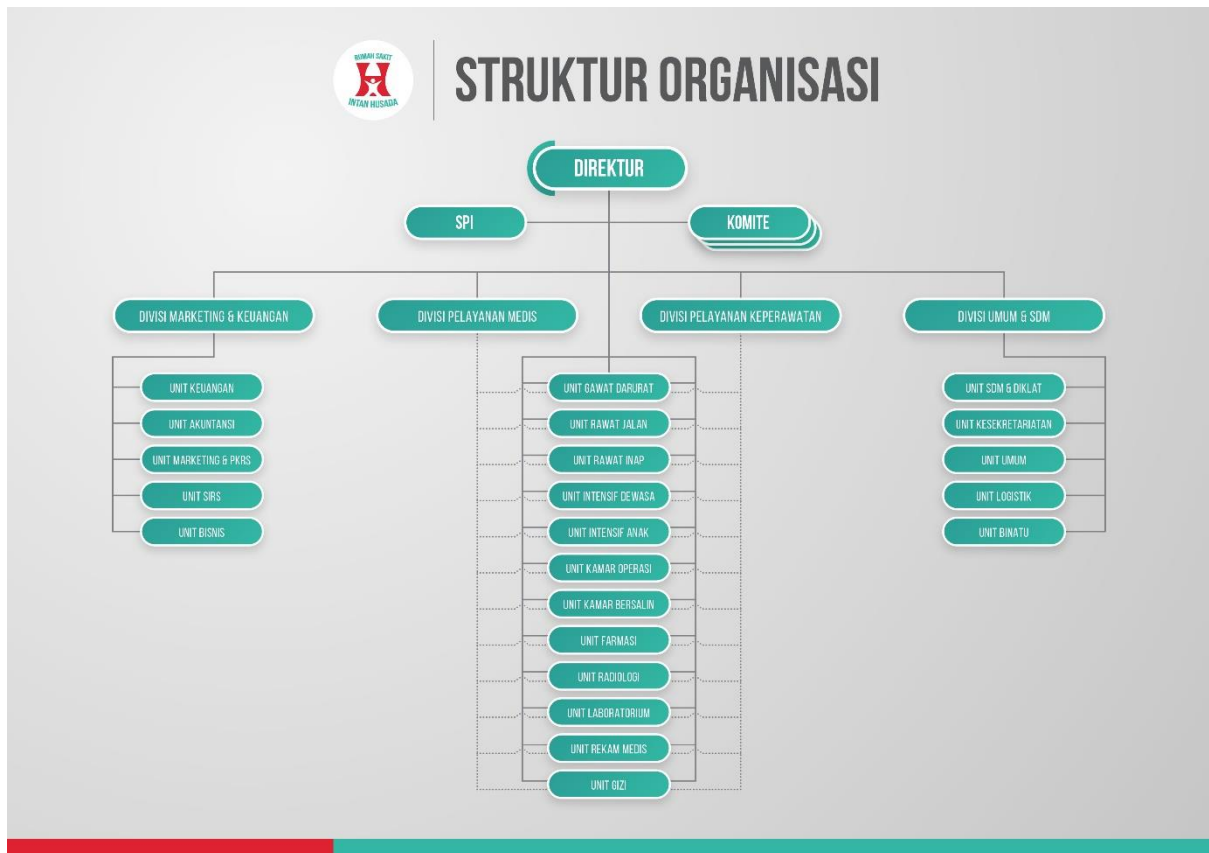 RUMAH SAKIT
INTAN HUSADA
STRUKTUR ORGANISASI
DIREKTUR
SPI
KOMITE
DIVISI MARKETING & KEUANGAN
DIVISI PELAYANAN MEDIS
DIVISI PELAYANAN KEPERAWATAN
DIVISI UMUM & SDM
UNIT KEUANGAN
UNIT AKUNTANSI
UNIT MARKETING & PKRS
UNIT SIRS
UNIT BISNIS
UNIT GAWAT DARURAT
UNIT RAWAT JALAN
UNIT RAWAT INAP
UNIT INTENSIF DEWASA
UNIT INTENSIF ANAK
UNIT KAMAR OPERASI
UNIT KAMAR BERSALIN
UNIT FARMASI
UNIT RADIOLOGI
UNIT LABORATORIUM
UNIT REKAM MEDIS
UNIT GIZI
UNIT SDM & DIKLAT
UNIT KESEKRETARIATAN
UNIT UMUM
UNIT LOGISTIK
UNIT BINATU